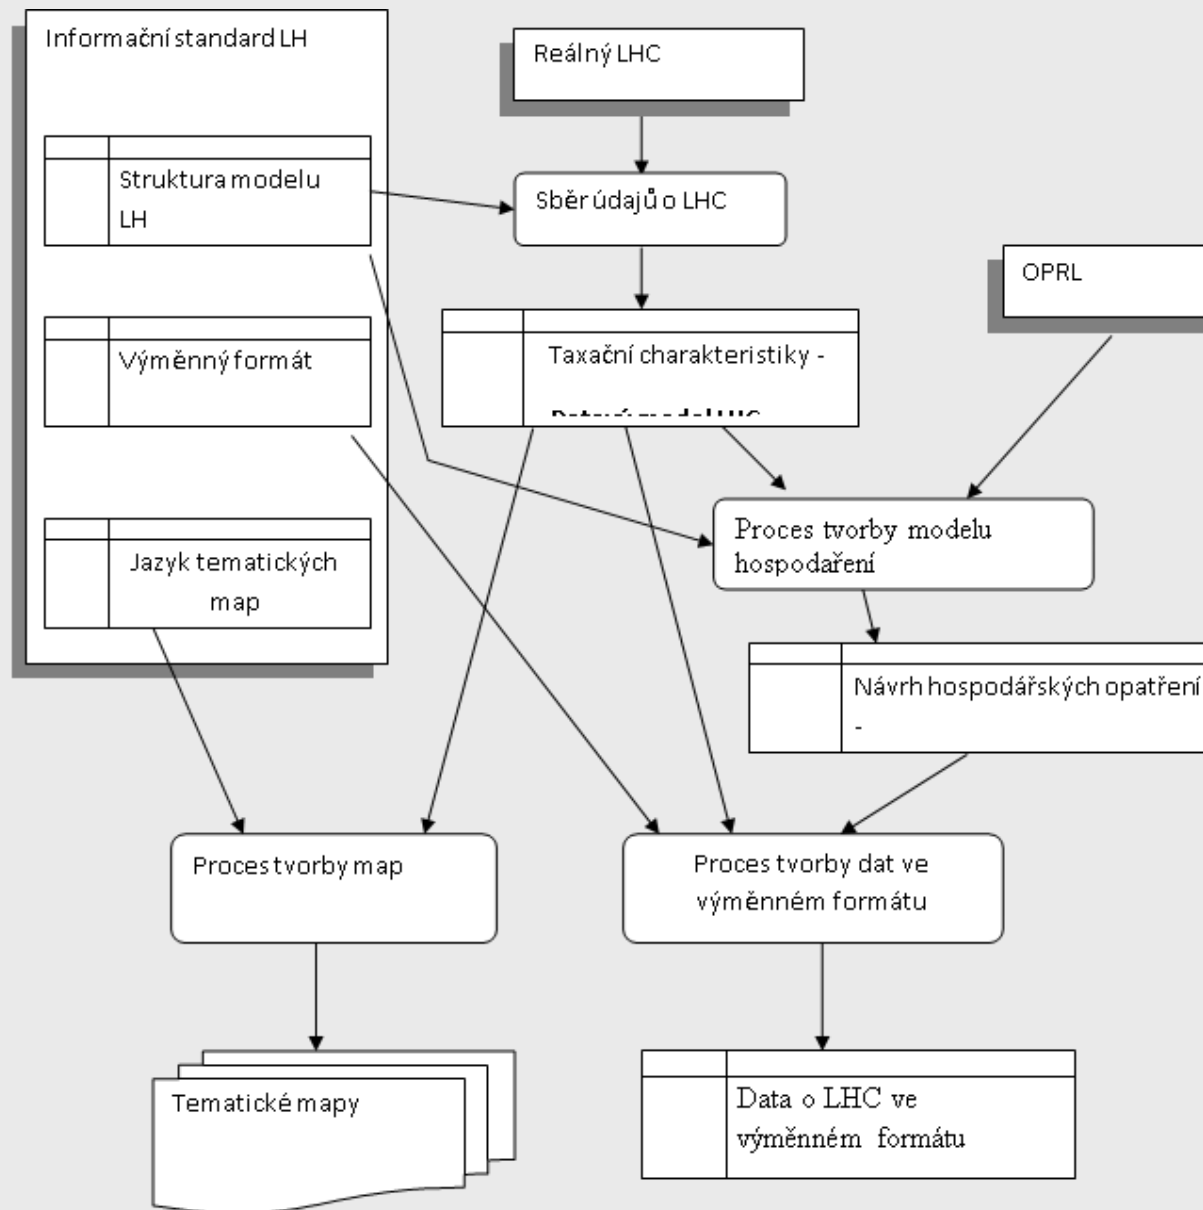 Informační standard LH
Reálný LHC
Struktura modelu
LH
Sběr údajů o LHC
OPRL
Výměnný formát
Taxační charakteristiky -
Proces tvorby modelu
hospodaření
Jazyk tematických
map
Návrh hospodářských opatření
-
Proces tvorby map
Proces tvorby dat ve
výměnném formátu
Tematické mapy
Data o LHC ve
výměnném formátu